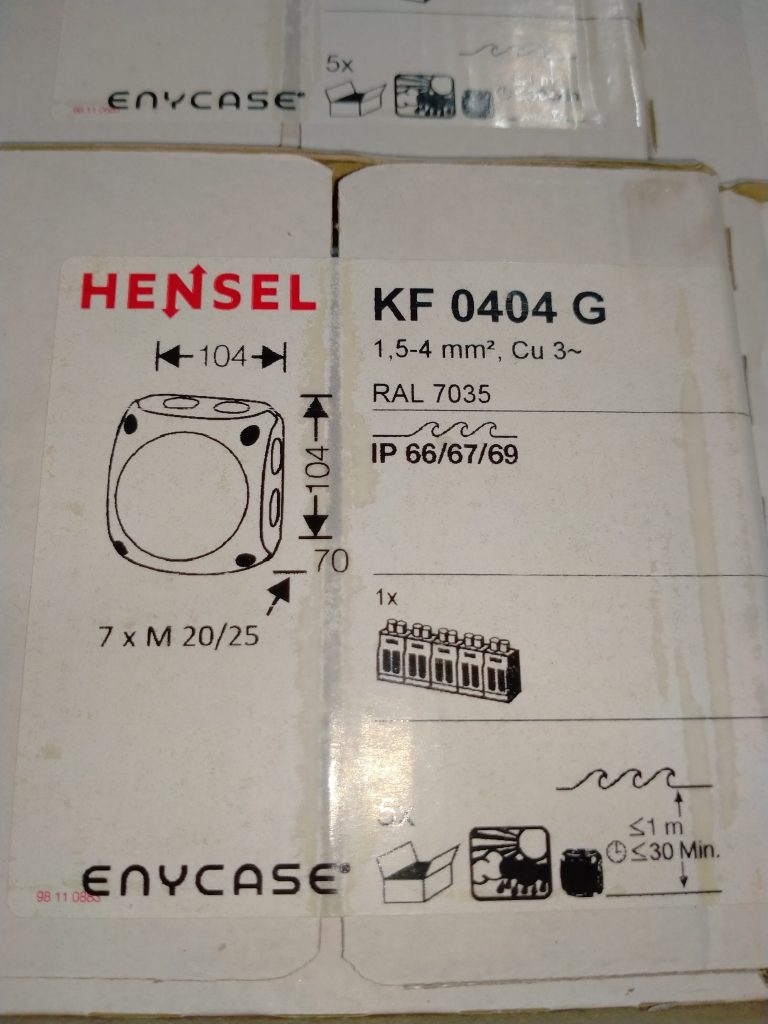 5x
ENYCASE®
HENSEL
KF 0404 G
1,5-4 mm², Cu 3~
RAL 7035
IP 66/67/69
104
104
70
7 x M 20/25
1x
5x
≤1 m
≤30 Min.
ENYCASE®
98 11 0883